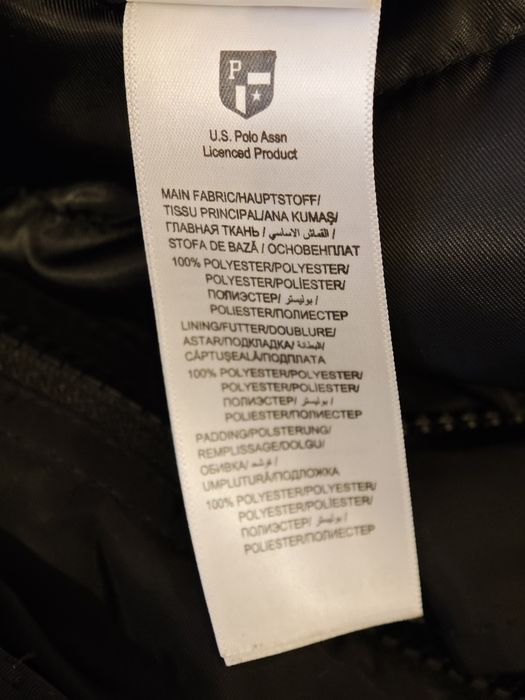 P
U.S. Polo Assn
Licenced Product
MAIN FABRIC/HAUPTSTOFF/
TISSU PRINCIPAL/ANA KUMAŞ/
ГЛАВНАЯ ТКАНЬ / القماش الاساسي /
STOFA DE BAZĂ / ОСНОВЕНПЛАТ
100% POLYESTER/POLYESTER/
POLYESTER/POLİESTER/
ПОЛИЭСТЕР/ بوليستر /
POLIESTER/ПОЛИЕСТЕР
LINING/FUTTER/DOUBLURE/
ASTAR/ПОДКЛАДКА/ البطانة/
CĂPTUŞEALĂ/ПОДПЛАТА
100% POLYESTER/POLYESTER/
POLYESTER/POLİESTER/
ПОЛИЭСТЕР/ بوليستر /
POLIESTER/ПОЛИЕСТЕР
PADDING/POLSTERUNG/
REMPLISSAGE/DOLGU/
ОБИВКА/ /
UMPLUTURĂ/ПОДЛОЖКА
100% POLYESTER/POLYESTER/
POLYESTER/POLİESTER/
ПОЛИЭСТЕР/ بوليستر /
POLIESTER/ПОЛИЕСТЕР